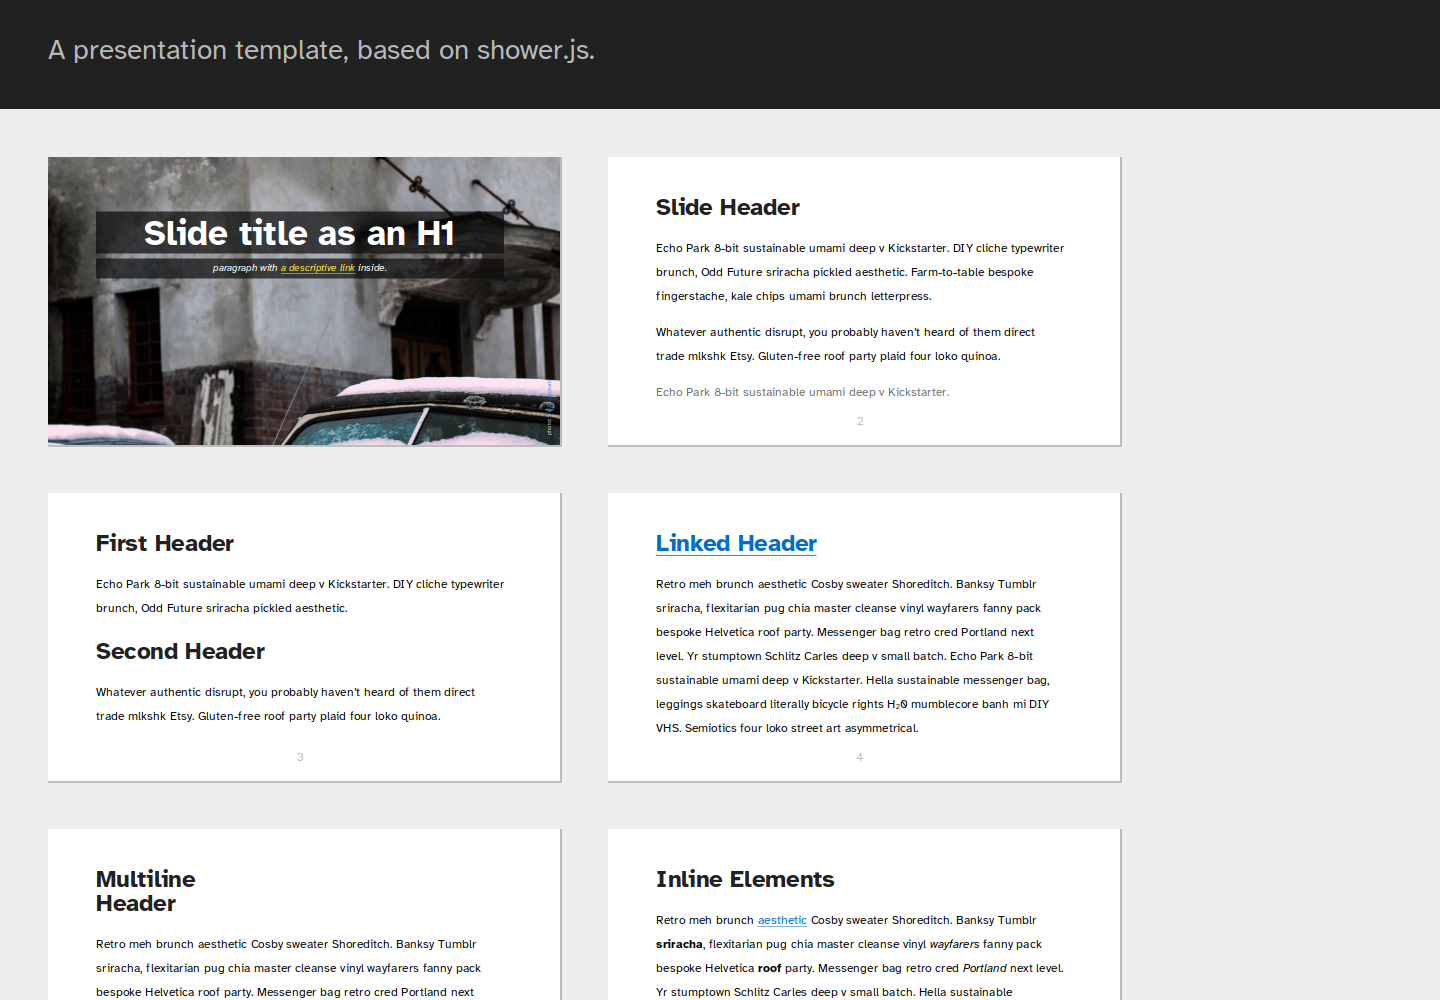 A presentation template, based on shower.js.
Slide title as an H1
paragraph with a descriptive link inside.
photo:
Slide Header
Echo Park 8-bit sustainable umami deep v Kickstarter. DIY cliche typewriter
brunch, Odd Future sriracha pickled aesthetic. Farm-to-table bespoke
fingerstache, kale chips umami brunch letterpress.
Whatever authentic disrupt, you probably haven't heard of them direct
trade mlkshk Etsy. Gluten-free roof party plaid four loko quinoa.
Echo Park 8-bit sustainable umami deep v Kickstarter.
2
First Header
Echo Park 8-bit sustainable umami deep v Kickstarter. DIY cliche typewriter
brunch, Odd Future sriracha pickled aesthetic.
Second Header
Whatever authentic disrupt, you probably haven't heard of them direct
trade mlkshk Etsy. Gluten-free roof party plaid four loko quinoa.
3
Linked Header
Retro meh brunch aesthetic Cosby sweater Shoreditch. Banksy Tumblr
sriracha, flexitarian pug chia master cleanse vinyl wayfarers fanny pack
bespoke Helvetica roof party. Messenger bag retro cred Portland next
level. Yr stumptown Schlitz Carles deep v small batch. Echo Park 8-bit
sustainable umami deep v Kickstarter. Hella sustainable messenger bag,
leggings skateboard literally bicycle rights H₂0 mumblecore banh mi DIY
VHS. Semiotics four loko street art asymmetrical.
4
Multiline
Header
Retro meh brunch aesthetic Cosby sweater Shoreditch. Banksy Tumblr
sriracha, flexitarian pug chia master cleanse vinyl wayfarers fanny pack
bespoke Helvetica roof party. Messenger bag retro cred Portland next
Inline Elements
Retro meh brunch aesthetic Cosby sweater Shoreditch. Banksy Tumblr
sriracha, flexitarian pug chia master cleanse vinyl wayfarers fanny pack
bespoke Helvetica roof party. Messenger bag retro cred Portland next level.
Yr stumptown Schlitz Carles deep v small batch. Hella sustainable